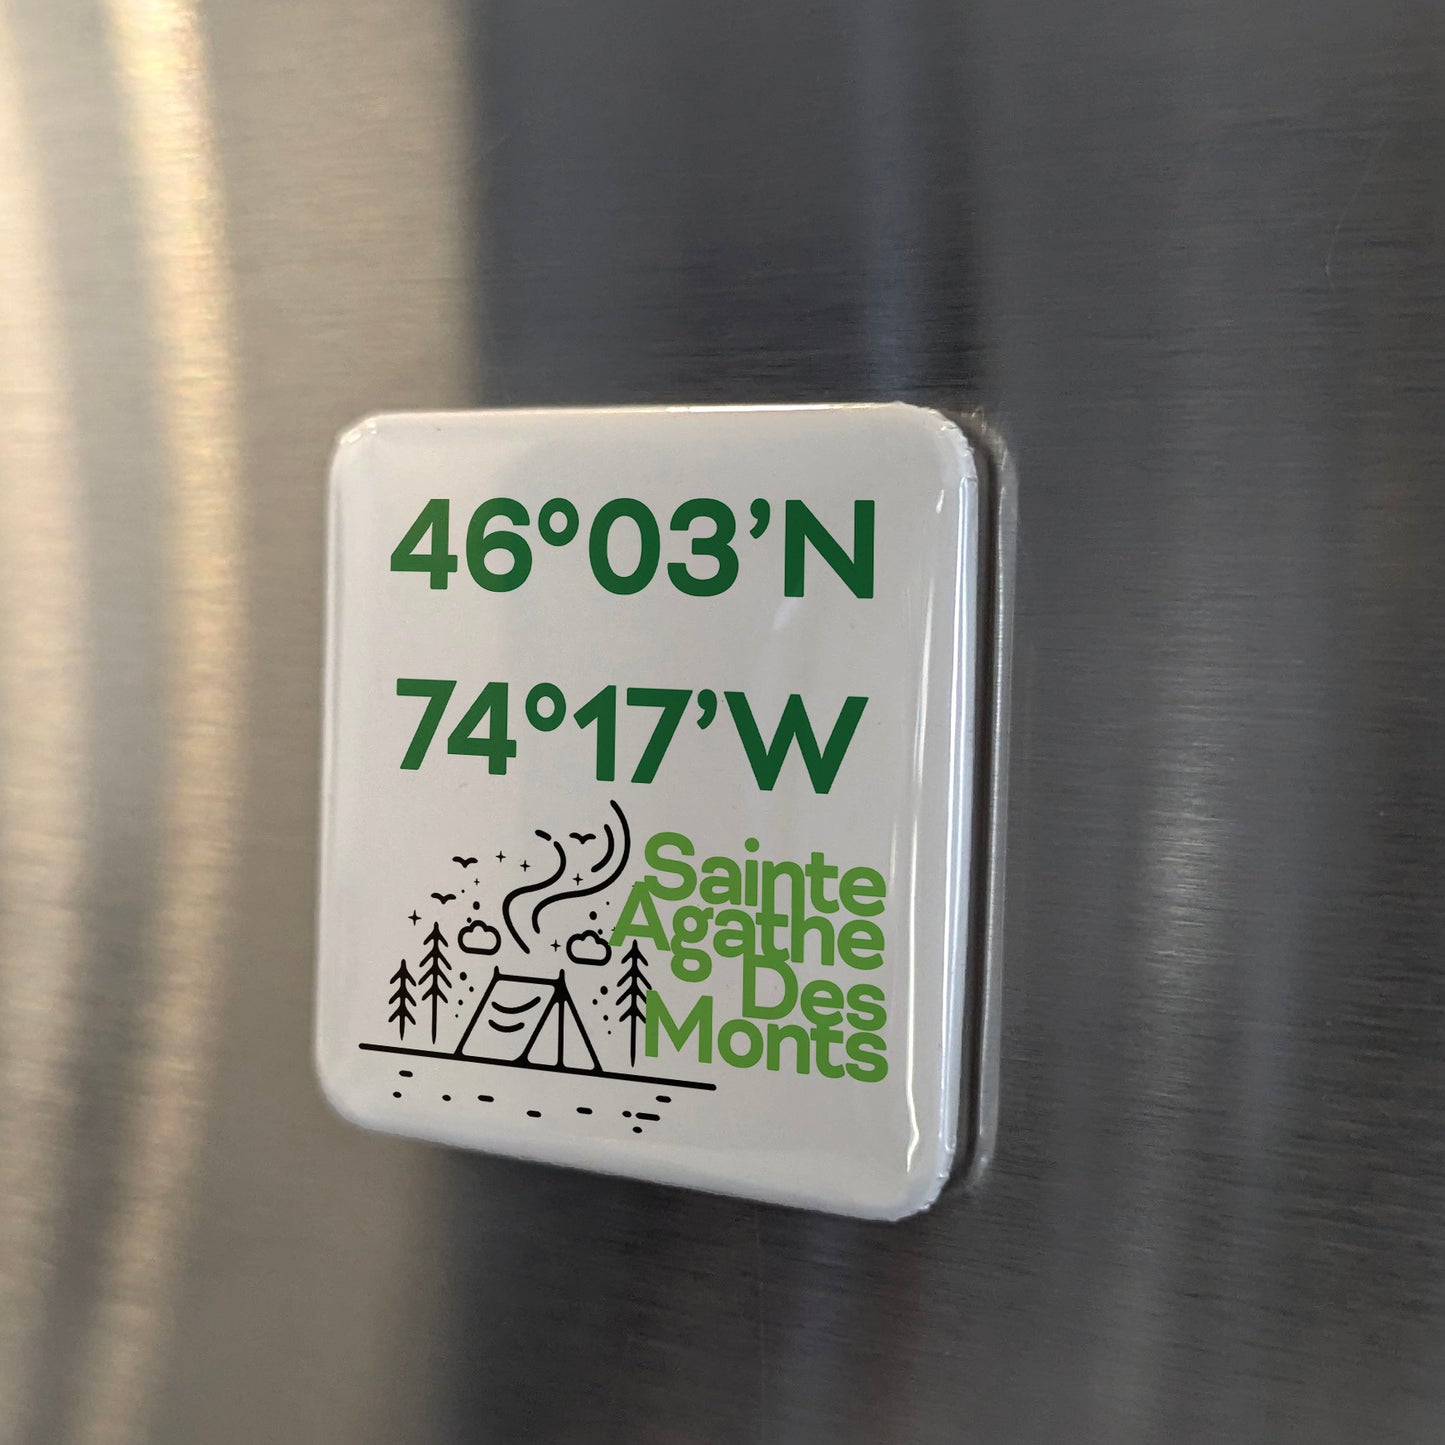 46°03’N
74°17’W
Sainte
Agathe
Des
Monts